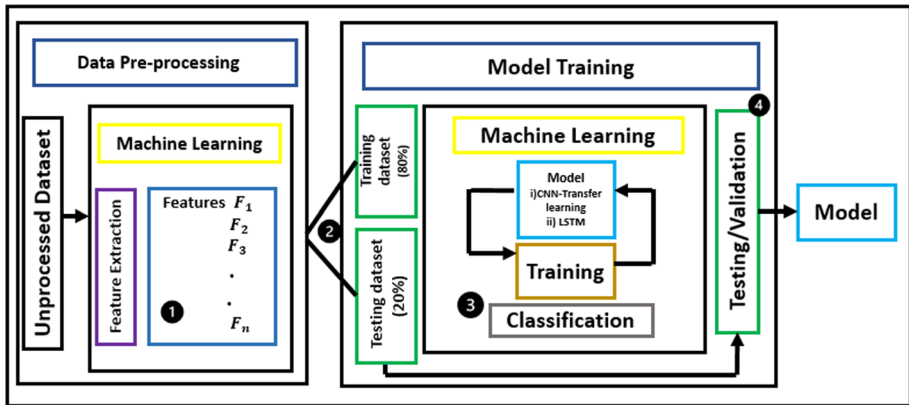 Data Pre-processing
Unprocessed Dataset
Machine Learning
Feature Extraction
Features F₁
F₂
F₃
.
.
Fₙ
1
2
Model Training
Training
dataset
(80%)
Testing dataset
(20%)
Machine Learning
Model
i)CNN-Transfer
learning
ii) LSTM
Training
3
Classification
4
Testing/Validation
Model